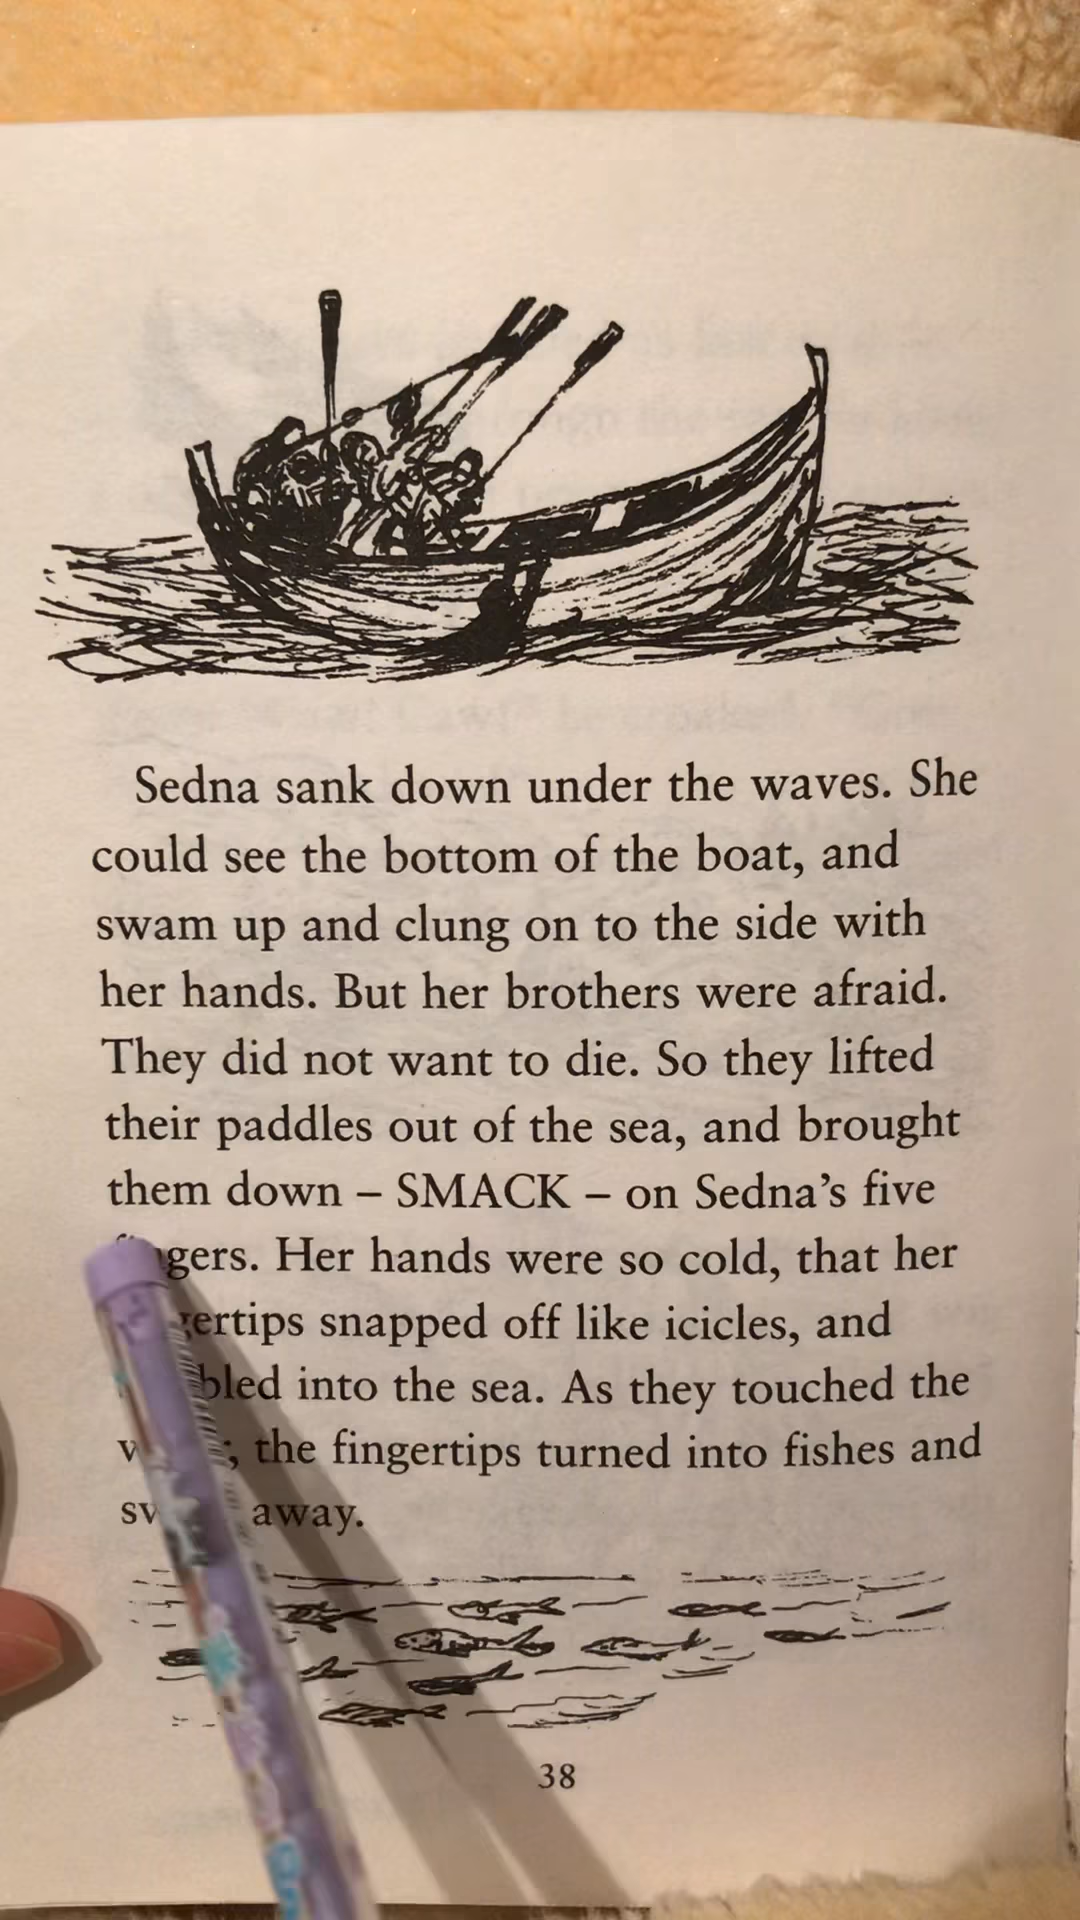 Sedna sank down under the waves. She
could see the bottom of the boat, and
swam up and clung on to the side with
her hands. But her brothers were afraid.
They did not want to die. So they lifted
their paddles out of the sea, and brought
them down – SMACK – on Sedna's five
fingers. Her hands were so cold, that her
snapped off like icicles, and
into the sea. As they touched the
the fingertips turned into fishes and
away.
38